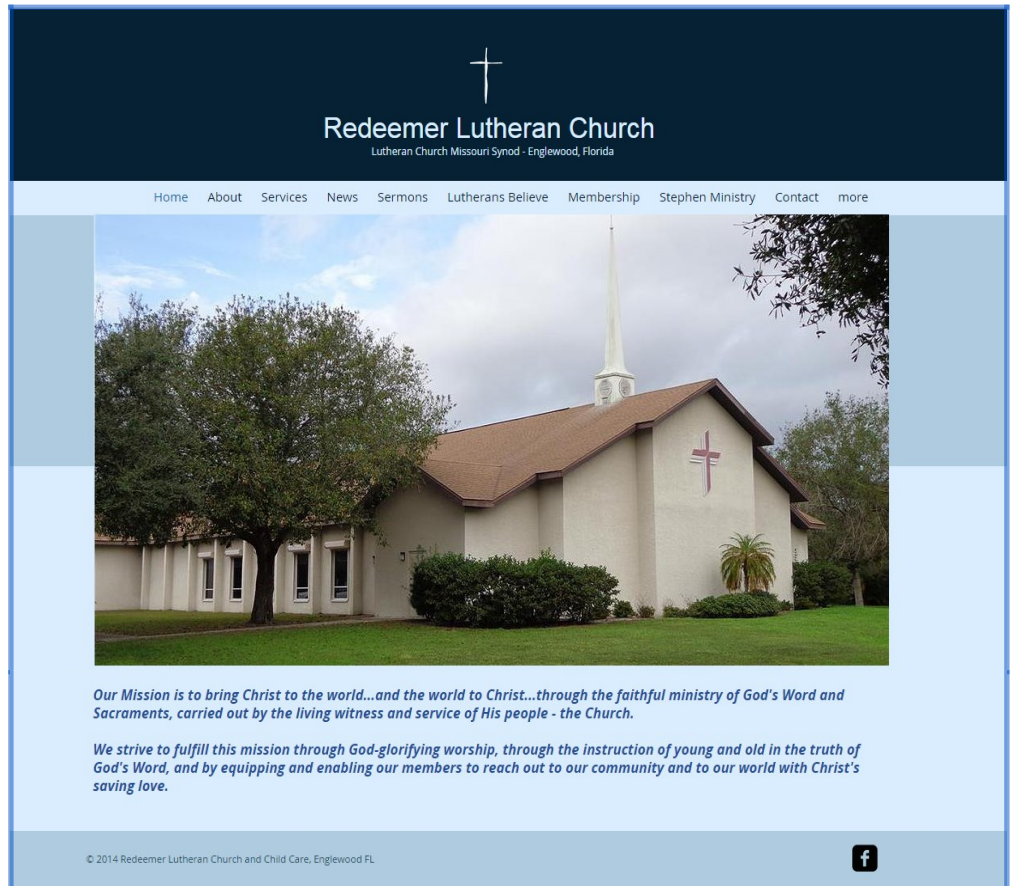 Redeemer Lutheran Church
Lutheran Church Missouri Synod - Englewood, Florida
Home About Services News Sermons Lutherans Believe Membership Stephen Ministry Contact more
Our Mission is to bring Christ to the world...and the world to Christ...through the faithful ministry of God's Word and
Sacraments, carried out by the living witness and service of His people - the Church.
We strive to fulfill this mission through God-glorifying worship, through the instruction of young and old in the truth of
God's Word, and by equipping and enabling our members to reach out to our community and to our world with Christ's
saving love.
© 2014 Redeemer Lutheran Church and Child Care, Englewood FL
f